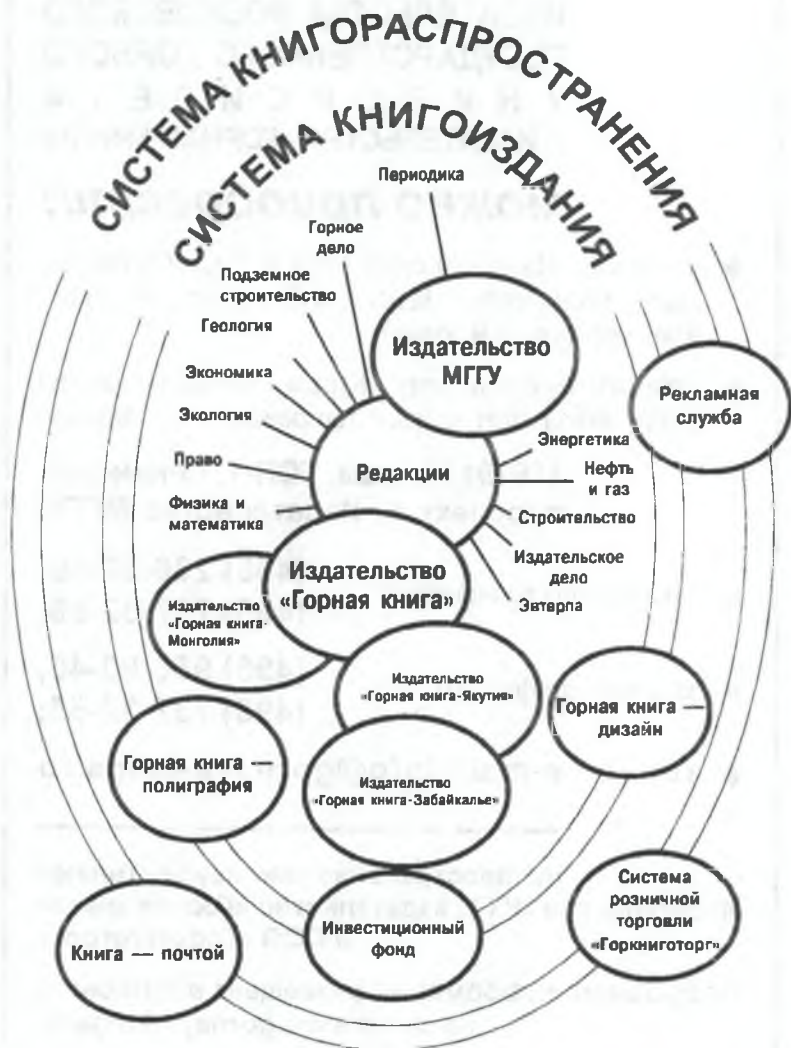 СИСТЕМА КНИГОРАСПРОСТРАНЕНИЯ
СИСТЕМА КНИГОИЗДАНИЯ
Периодика
Горное
дело
Подземное
строительство
Геология
Экономика
Экология
Право
Физика и
математика
Издательство
МГГУ
Редакции
Энергетика
Нефть
и газ
Строительство
Издательское
дело
Эвтерпа
Рекламная
служба
Издательство
«Горная книга»
Издательство
«Горная книга-
Монголия»
Издательство
«Горная книга-Якутия»
Издательство
«Горная книга-Забайкалье»
Горная книга —
дизайн
Горная книга —
полиграфия
Книга — почтой
Инвестиционный
фонд
Система
розничной
торговли
«Горкниготорг»